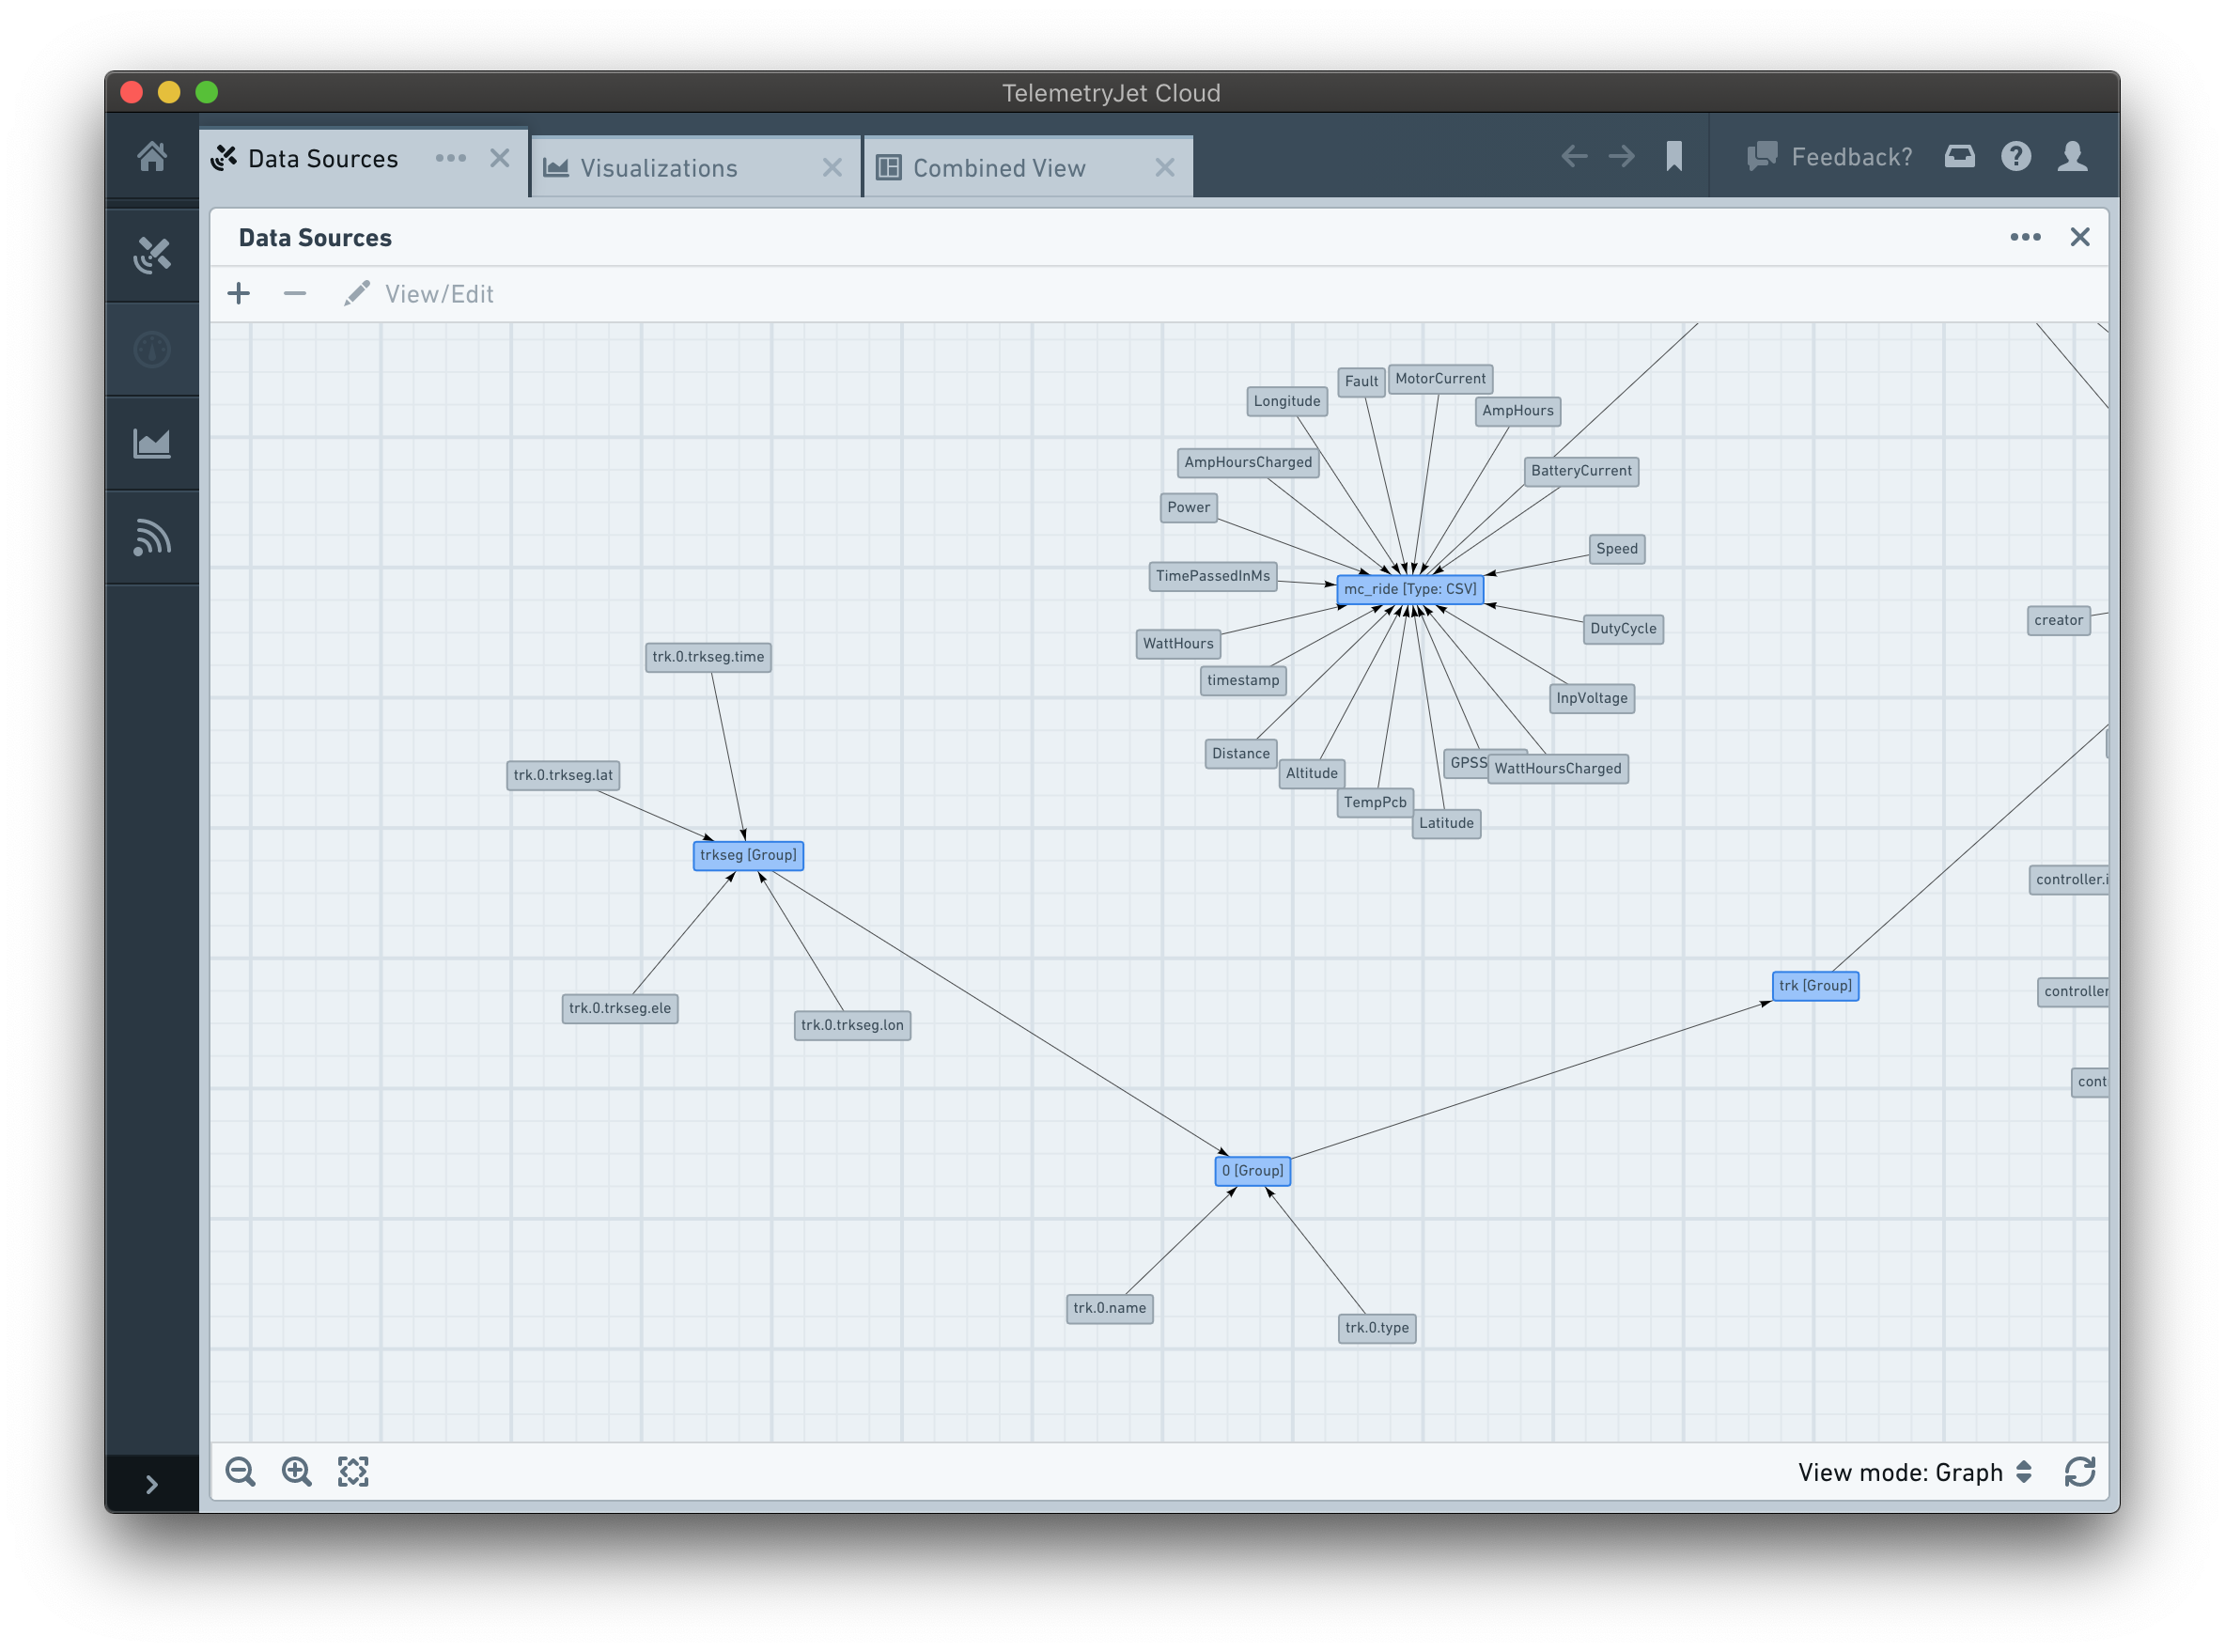 TelemetryJet Cloud
Data Sources
Visualizations
Combined View
Feedback?
Data Sources
View/Edit
Fault
MotorCurrent
Longitude
AmpHours
AmpHoursCharged
BatteryCurrent
Power
Speed
TimePassedInMs
mc_ride [Type: CSV]
creator
DutyCycle
WattHours
trk.0.trkseg.time
timestamp
InpVoltage
Distance
GPSS
WattHoursCharged
trk.0.trkseg.lat
Altitude
TempPcb
Latitude
trkseg [Group]
controller.i
trk [Group]
controller
trk.0.trkseg.ele
trk.0.trkseg.lon
cont
0 [Group]
trk.0.name
trk.0.type
View mode: Graph